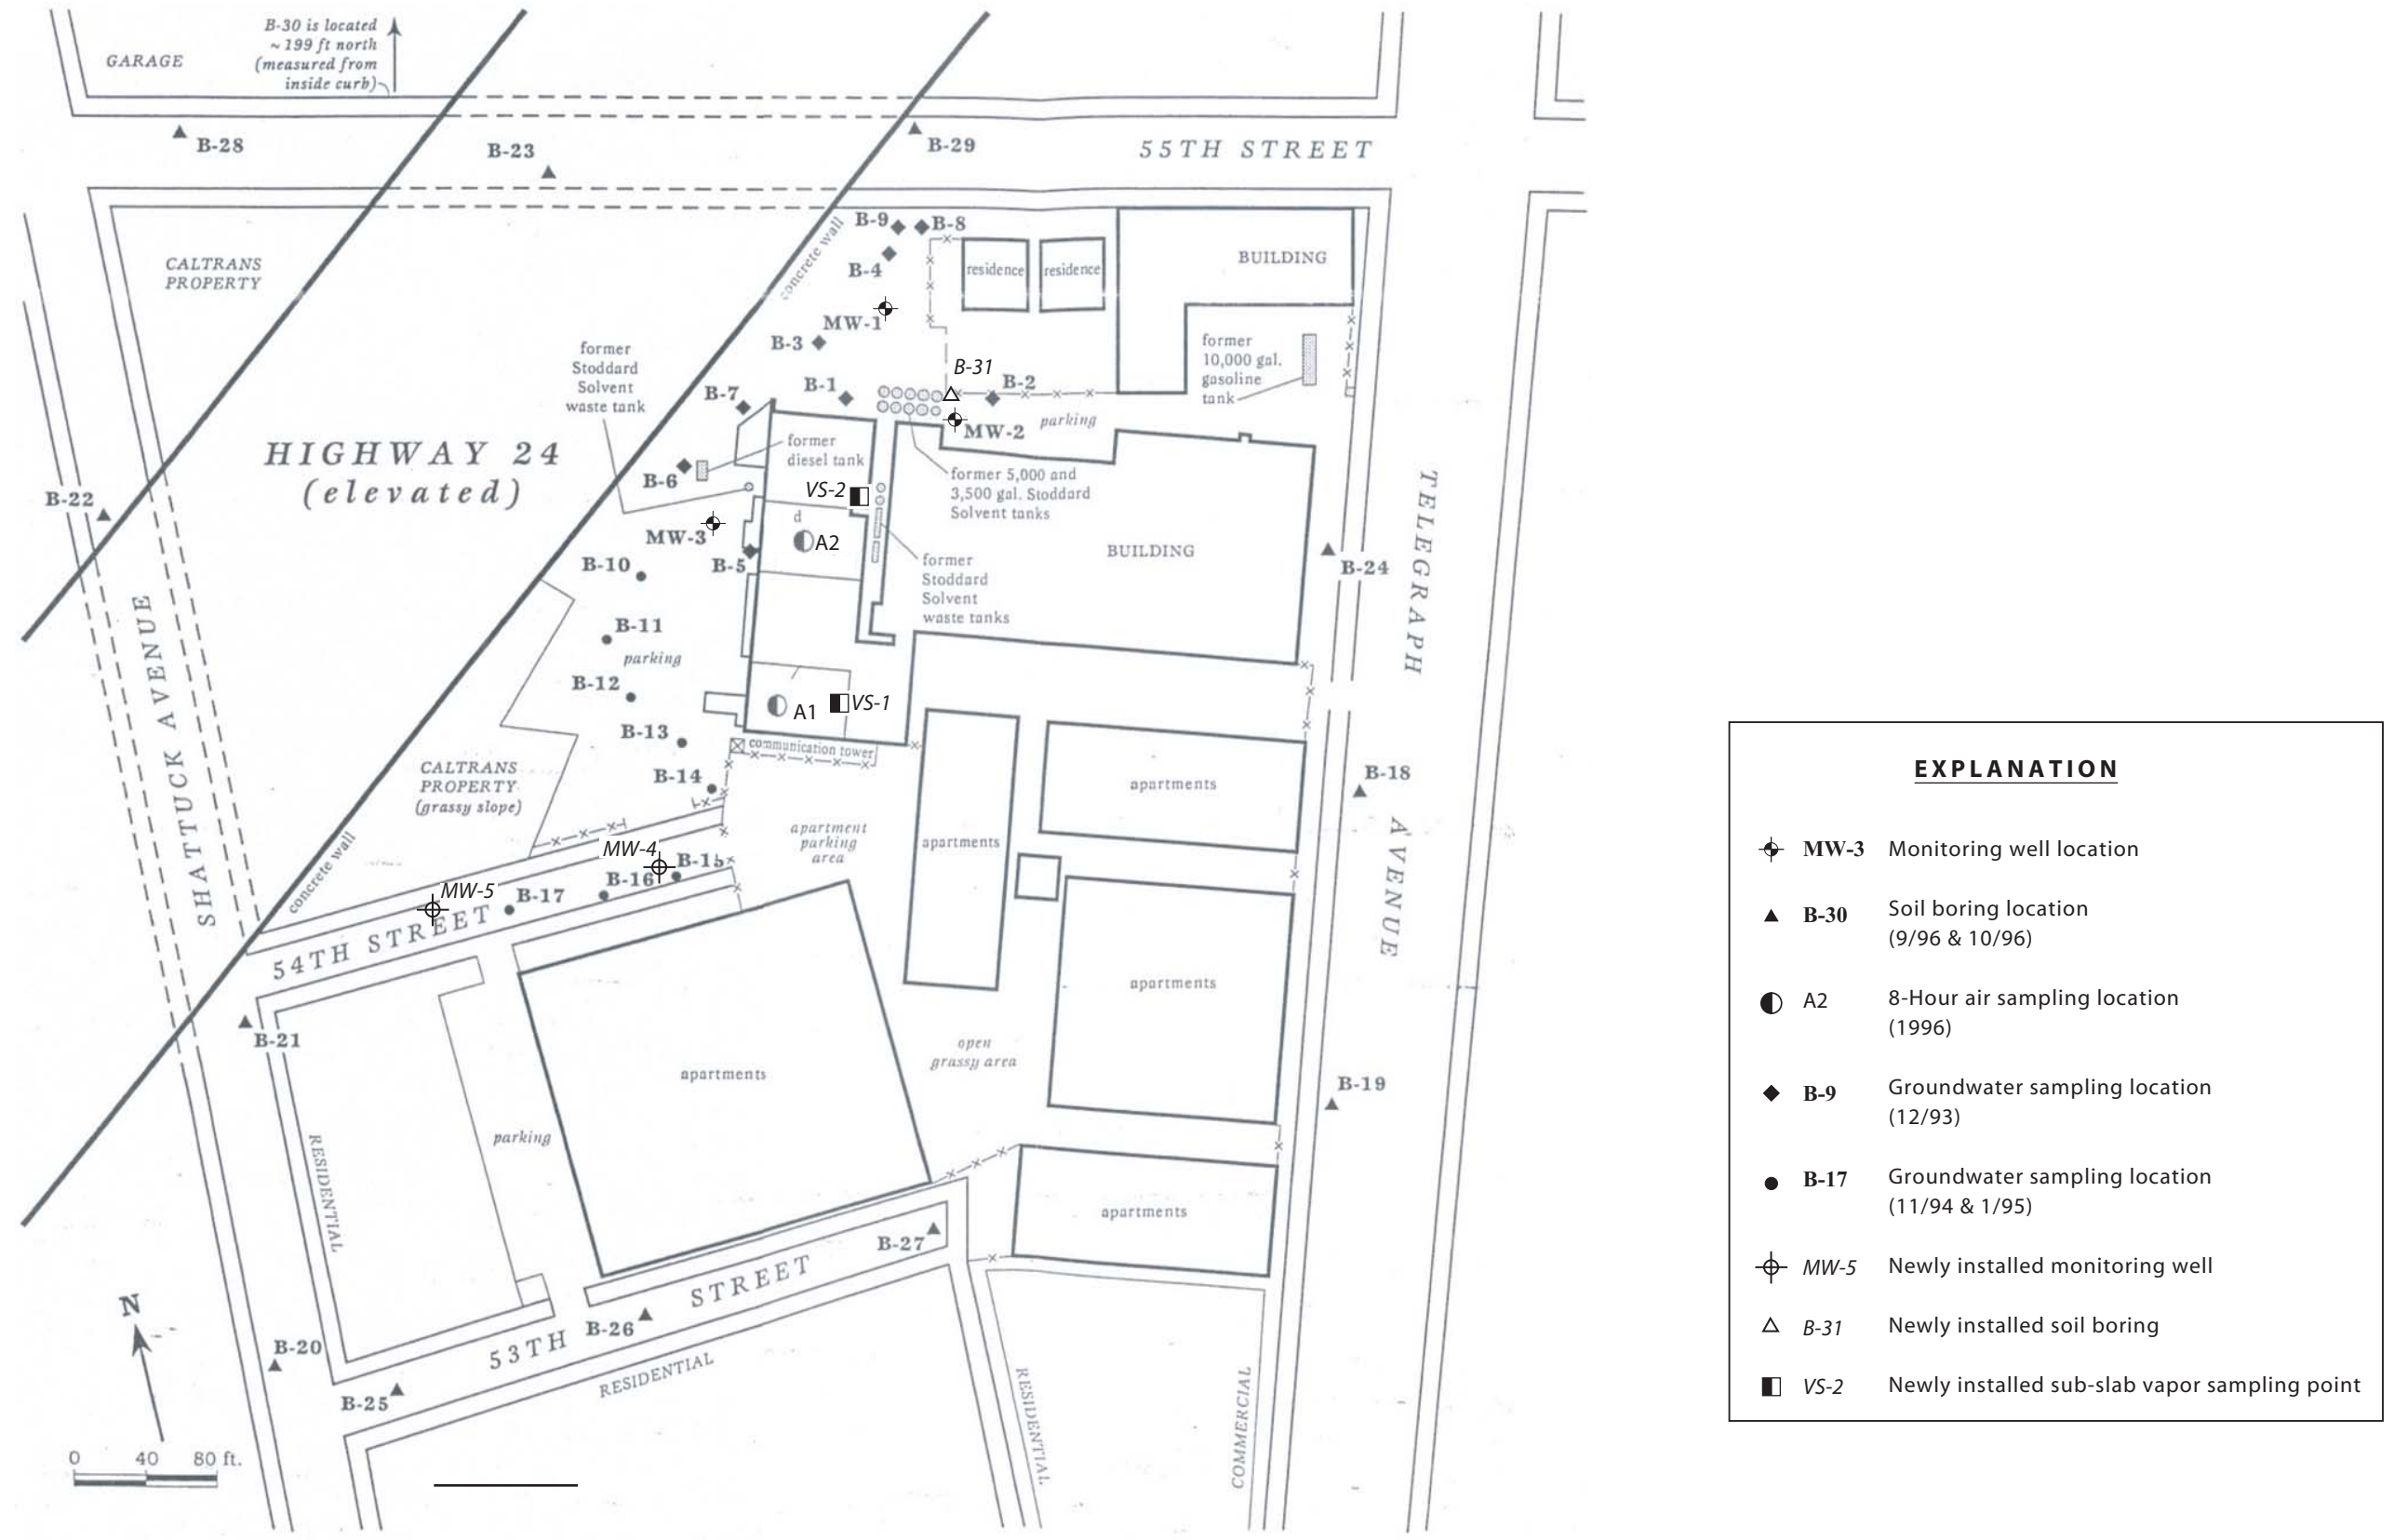 B-30 is located
~ 199 ft north
(measured from
inside curb)
GARAGE
B-28
B-23
B-29
55TH STREET
CALTRANS
PROPERTY
concrete wall
B-9
B-8
B-4
residence
residence
BUILDING
MW-1
B-3
former
Stoddard
Solvent
waste tank
former
10,000 gal.
gasoline
tank
B-31
B-1
B-2
B-7
parking
MW-2
HIGHWAY 24
(elevated)
former
diesel tank
B-6
VS-2
former 5,000 and
3,500 gal. Stoddard
Solvent tanks
B-22
d
A2
MW-3
B-5
B-10
BUILDING
former
Stoddard
Solvent
waste tanks
B-24
TELEGRAPH AVENUE
SHATTUCK AVENUE
B-11
parking
B-12
A1
VS-1
B-13
communication tower
B-14
CALTRANS
PROPERTY
(grassy slope)
apartments
B-18
apartment
parking
area
apartments
concrete wall
MW-4
B-15
B-16
MW-5
B-17
54TH STREET
apartments
B-21
open
grassy area
apartments
B-19
RESIDENTIAL
parking
apartments
B-27
N
53TH STREET
B-26
B-20
B-25
RESIDENTIAL
RESIDENTIAL
COMMERCIAL
0 40 80 ft.
EXPLANATION
MW-3 Monitoring well location
B-30 Soil boring location
(9/96 & 10/96)
A2 8-Hour air sampling location
(1996)
B-9 Groundwater sampling location
(12/93)
B-17 Groundwater sampling location
(11/94 & 1/95)
MW-5 Newly installed monitoring well
B-31 Newly installed soil boring
VS-2 Newly installed sub-slab vapor sampling point